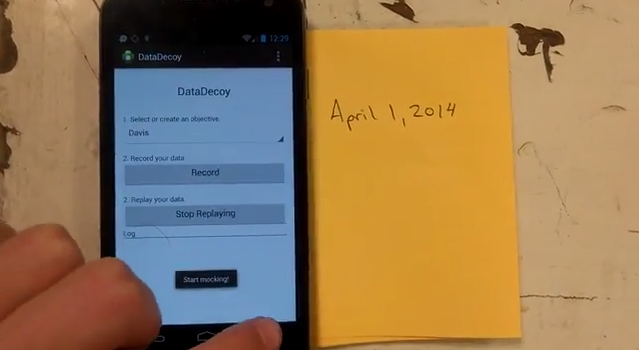 12:29
DataDecoy
DataDecoy
1. Select or create an objective.
Davis
2. Record your data
Record
2. Replay your data.
Stop Replaying
Log
Start mocking!
April 1, 2014